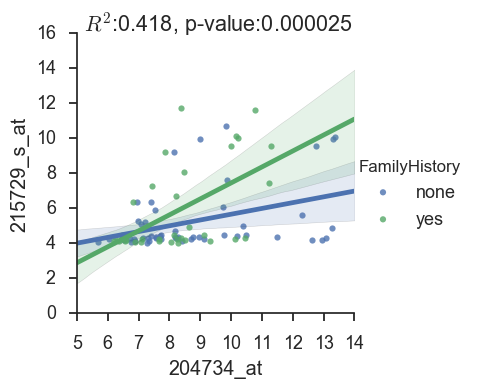 R²:0.418, p-value:0.000025
16
14
12
10
8
6
4
2
0
215729_s_at
5 6 7 8 9 10 11 12 13 14
204734_at
FamilyHistory
none
yes